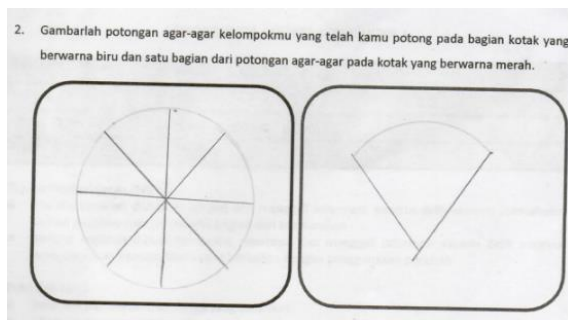 2. Gambarlah potongan agar-agar kelompokmu yang telah kamu potong pada bagian kotak yang
berwarna biru dan satu bagian dari potongan agar-agar pada kotak yang berwarna merah.